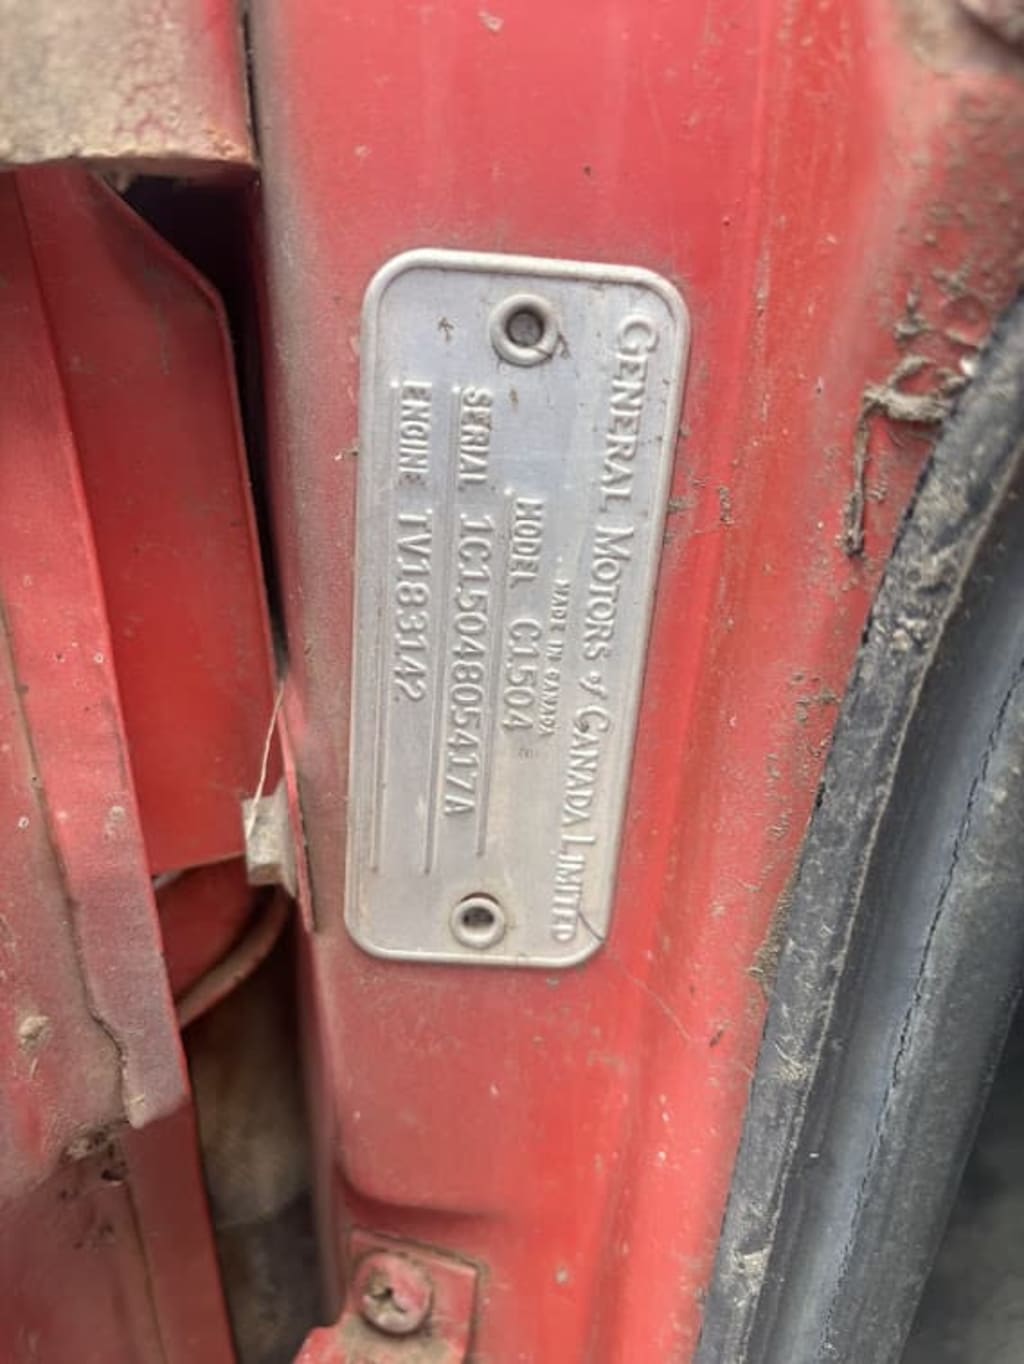 GENERAL MOTORS of CANADA LIMITED
MADE IN CANADA
MODEL C1504
SERIAL 1C1504805417A
ENGINE TV183142